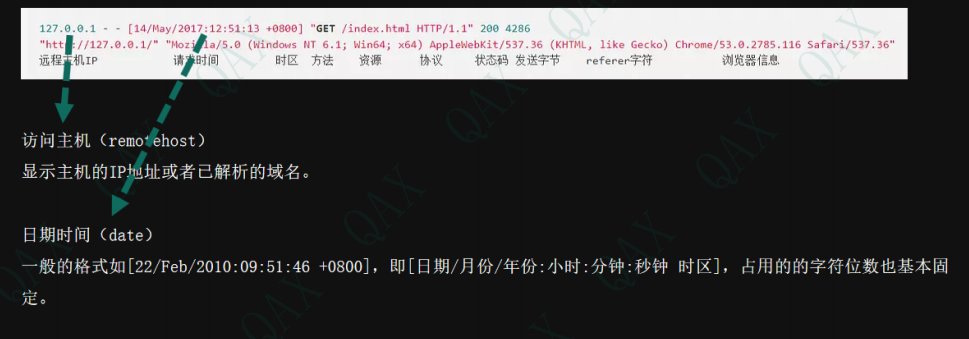 127.0.0.1 - - [14/May/2017:12:51:13 +0800] "GET /index.html HTTP/1.1" 200 4286
"http://127.0.0.1/" "Mozilla/5.0 (Windows NT 6.1; Win64; x64) AppleWebKit/537.36 (KHTML, like Gecko) Chrome/53.0.2785.116 Safari/537.36"
远程主机IP 请求时间 时区 方法 资源 协议 状态码 发送字节 referer字符 浏览器信息
访问主机（remotehost）
显示主机的IP地址或者已解析的域名。
日期时间（date）
一般的格式如[22/Feb/2010:09:51:46 +0800]，即[日期/月份/年份:小时:分钟:秒钟 时区]，占用的的字符位数也基本固
定。
QAX
QAX
QAX
QAX
QAX
QAX
QAX
QAX
QAX